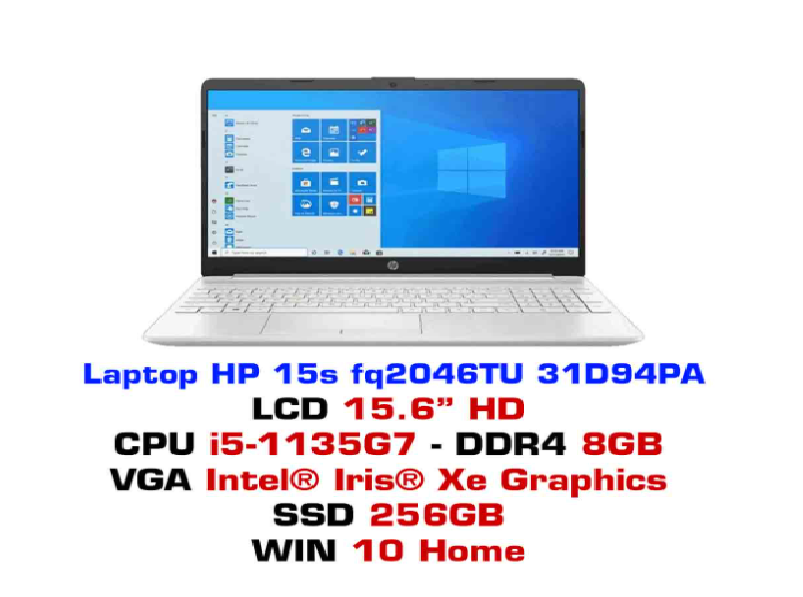 Laptop HP 15s fq2046TU 31D94PA
LCD 15.6” HD
CPU i5-1135G7 - DDR4 8GB
VGA Intel® Iris® Xe Graphics
SSD 256GB
WIN 10 Home